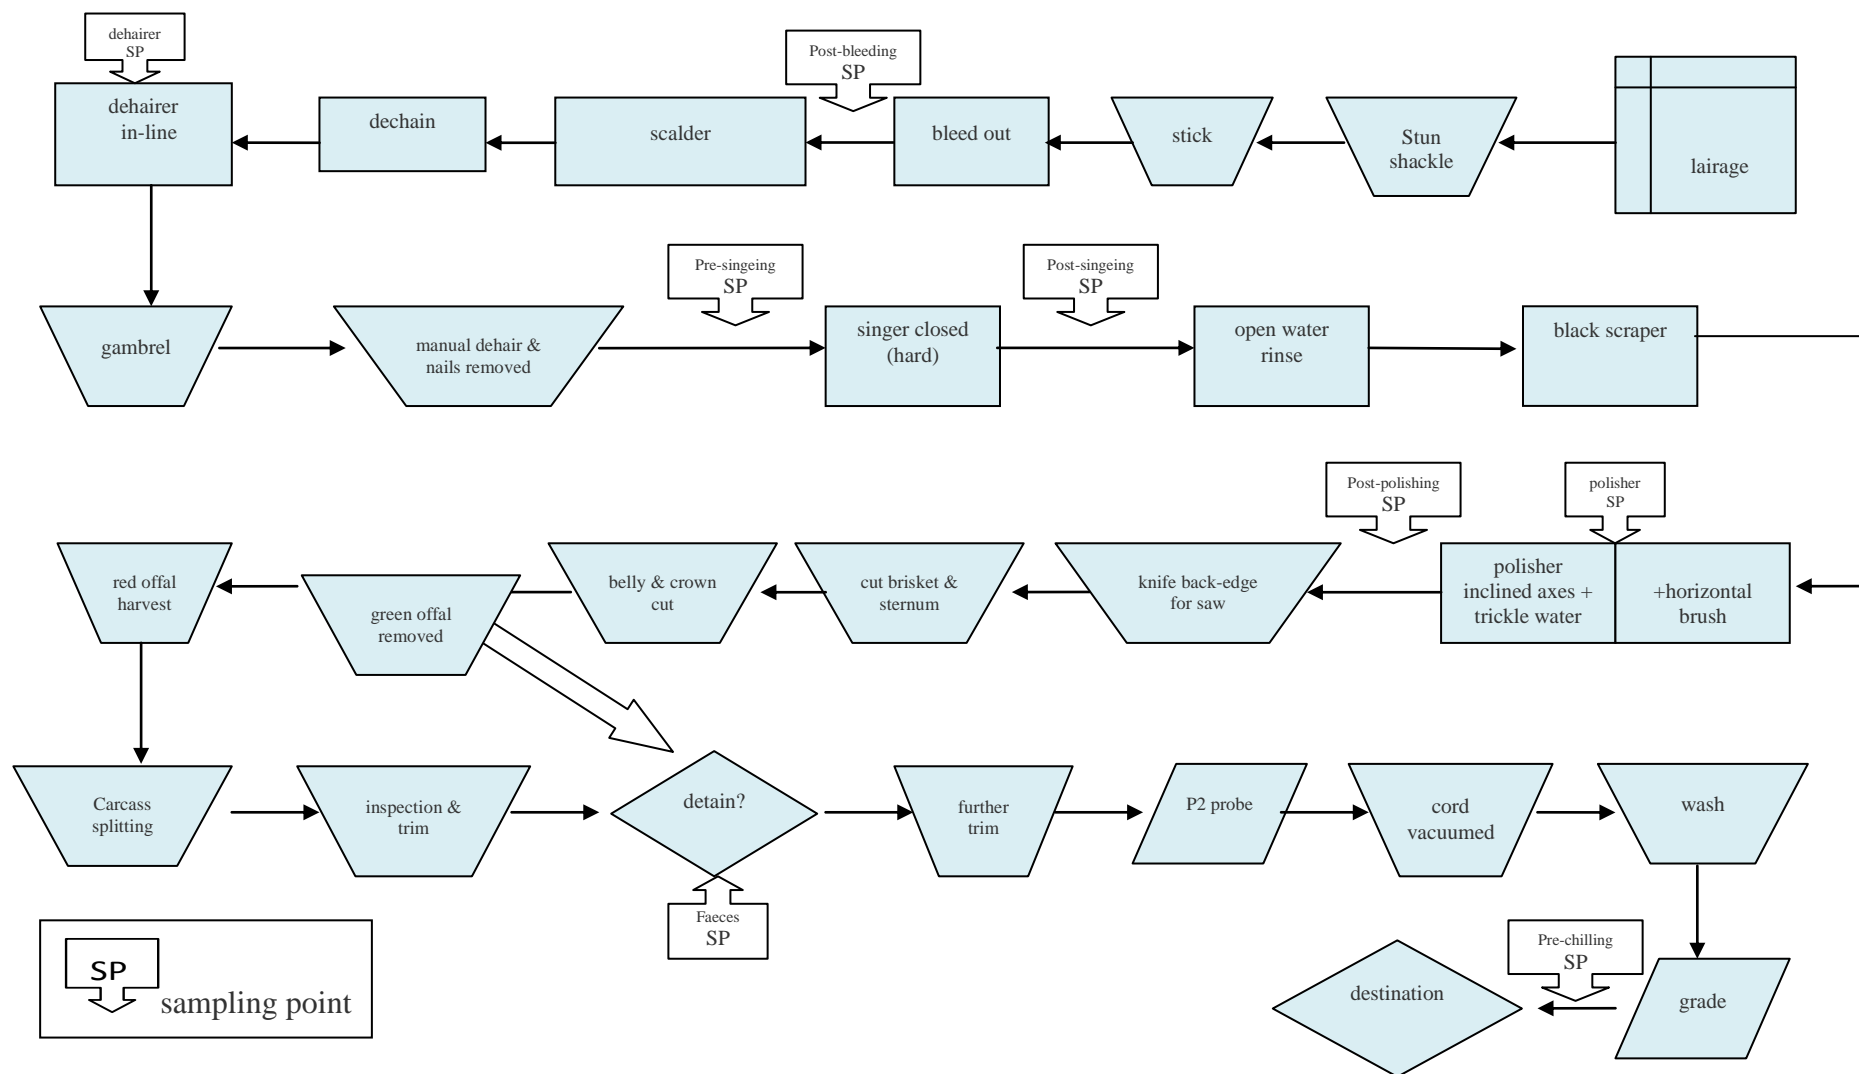 dehairer
SP
Post-bleeding
SP
dehairer
in-line
dechain
scalder
bleed out
stick
Stun
shackle
lairage
Pre-singeing
SP
Post-singeing
SP
gambrel
manual dehair &
nails removed
singer closed
(hard)
open water
rinse
black scraper
Post-polishing
SP
polisher
SP
red offal
harvest
green offal
removed
belly & crown
cut
cut brisket &
sternum
knife back-edge
for saw
polisher
inclined axes +
trickle water
+horizontal
brush
Carcass
splitting
inspection &
trim
detain?
further
trim
P2 probe
cord
vacuumed
wash
Faeces
SP
SP
sampling point
Pre-chilling
SP
destination
grade